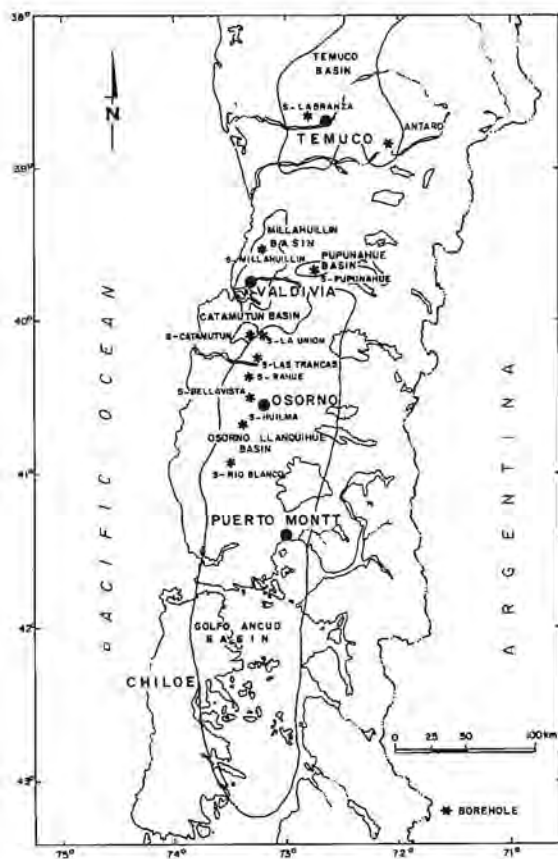 38°
N
TEMUCO
BASIN
S-LABRANZA
TEMUCO
ANTARO
39°
MILLAHUILLIN
BASIN
S-MILLAHUILLIN
PUPUNAHUE
BASIN
S-PUPUNAHUE
VALDIVIA
40°
CATAMUTUN BASIN
S-CATAMUTUN
S-LA UNION
S-LAS TRANCAS
S-RAHUE
S-BELLAVISTA
OSORNO
S-HUILMA
OSORNO LLANQUIHUE
BASIN
41°
S-RIO BLANCO
PUERTO MONTT
PACIFIC OCEAN
ARGENTINA
42°
GOLFO ANCUD
BASIN
CHILOE
0 25 50 100 km
43°
* BOREHOLE
75° 74° 73° 72° 71°